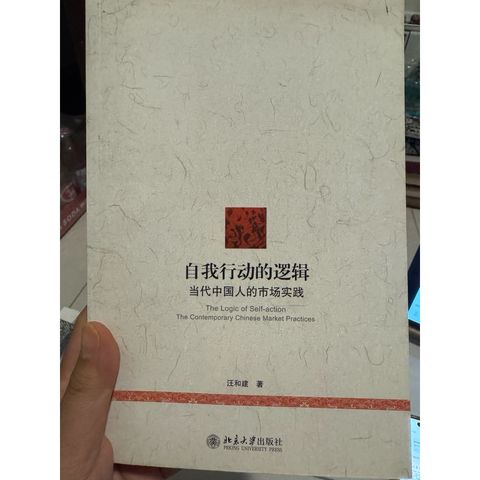 自我行动的逻辑
当代中国人的市场实践
The Logic of Self-action
The Contemporary Chinese Market Practices
汪和建 著
北京大学出版社
PEKING UNIVERSITY PRESS